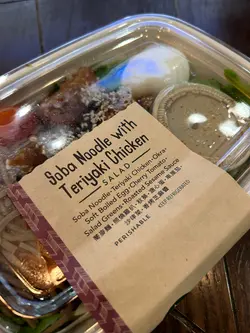 Soba Noodle with
Teriyaki Chicken
SALAD
Soba Noodle•Teriyaki Chicken•Okra•
Soft Boiled Egg•Cherry Tomato•
Salad Greens•Roasted Sesame Sauce
KEEP REFRIGERATED
PERISHABLE